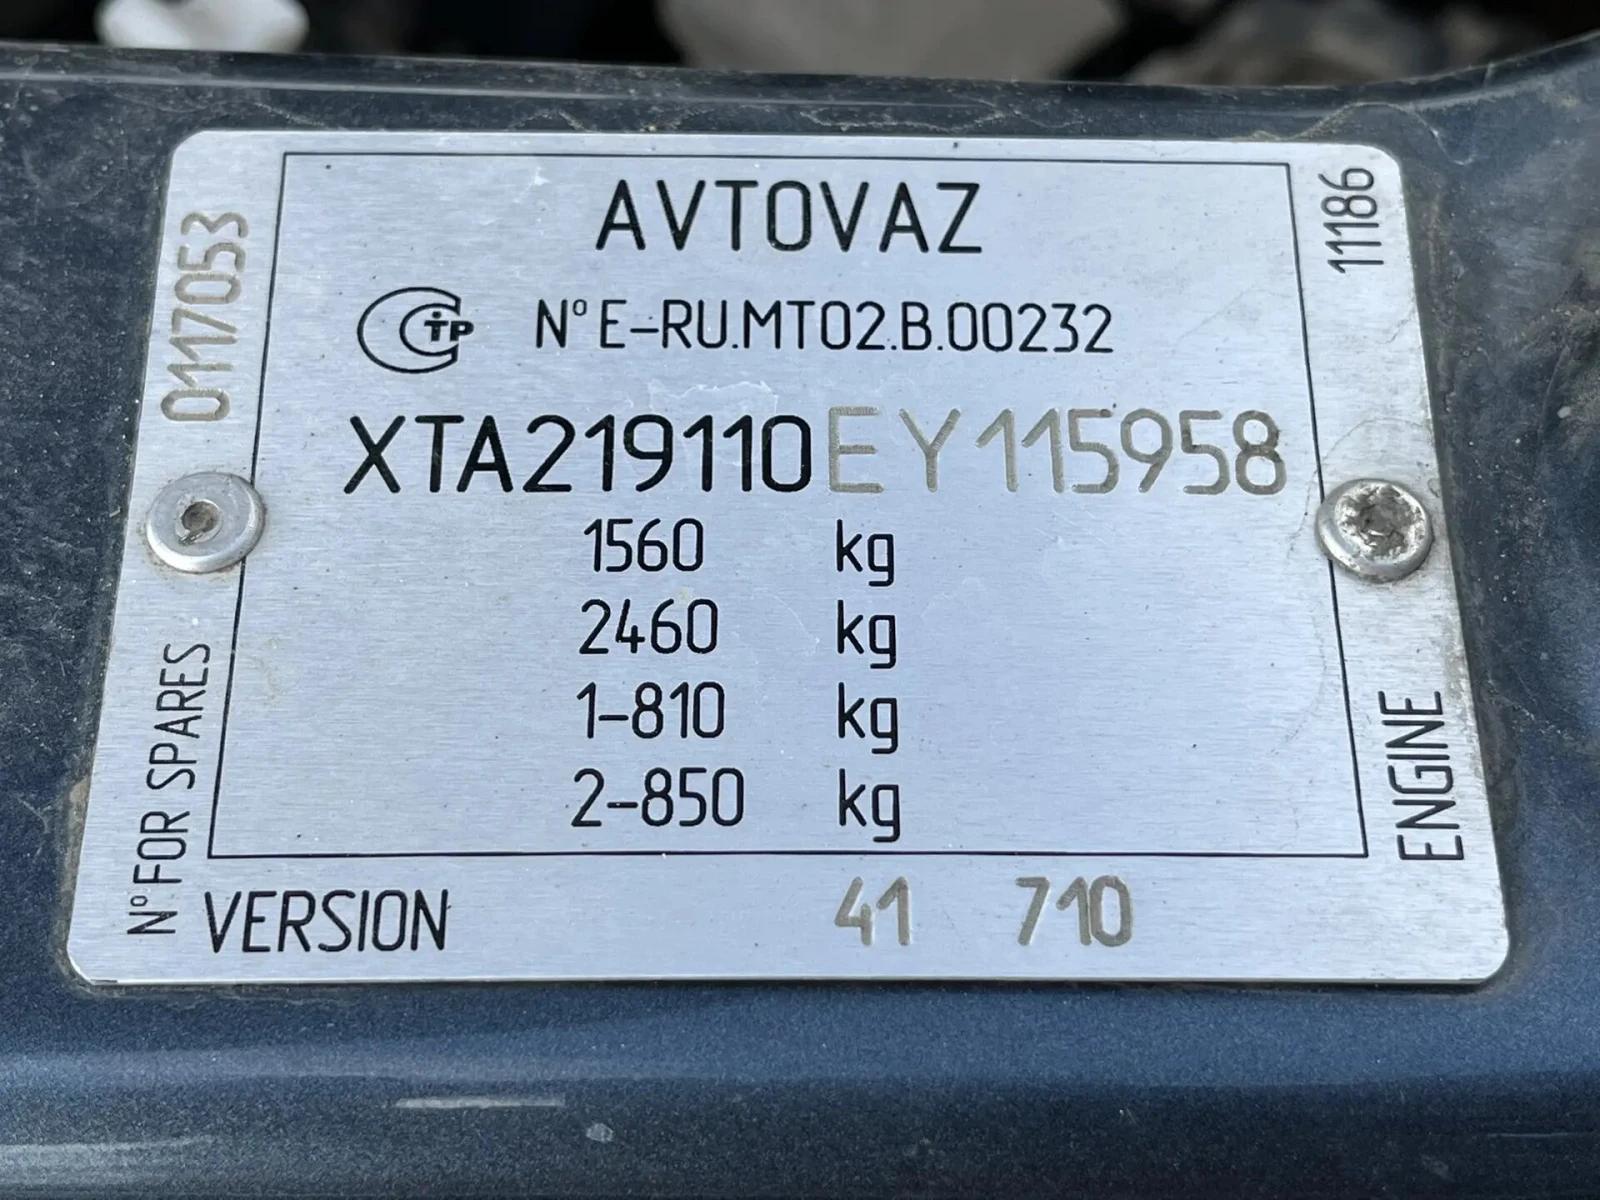 AVTOVAZ
CTP N° E-RU.MT02.B.00232
XTA219110EY115958
1560 kg
2460 kg
1-810 kg
2-850 kg
VERSION 41 710
N° FOR SPARES 0117053
ENGINE 11186